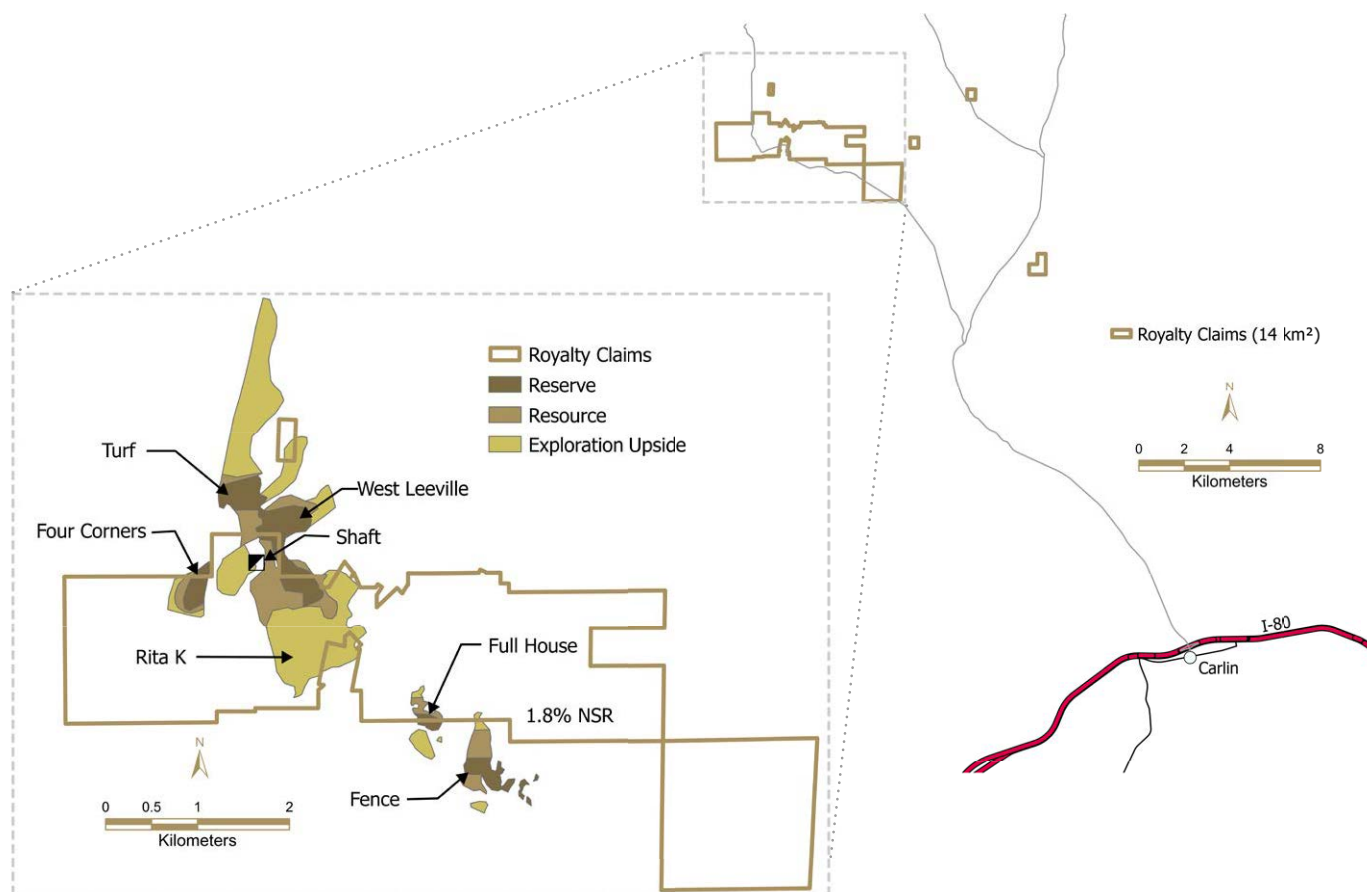 Royalty Claims
Reserve
Resource
Exploration Upside
Turf
West Leeville
Four Corners
Shaft
Rita K
Full House
1.8% NSR
Fence
N
0 0.5 1 2
Kilometers
Royalty Claims (14 km²)
N
0 2 4 8
Kilometers
I-80
Carlin